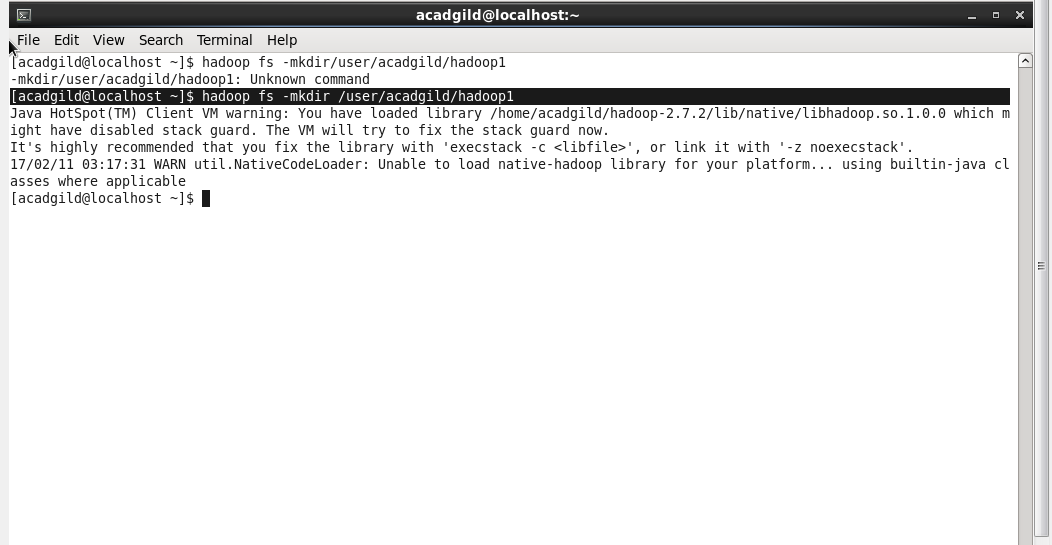 acadgild@localhost:~
File Edit View Search Terminal Help
[acadgild@localhost ~]$ hadoop fs -mkdir/user/acadgild/hadoop1
-mkdir/user/acadgild/hadoop1: Unknown command
[acadgild@localhost ~]$ hadoop fs -mkdir /user/acadgild/hadoop1
Java HotSpot(TM) Client VM warning: You have loaded library /home/acadgild/hadoop-2.7.2/lib/native/libhadoop.so.1.0.0 which m
ight have disabled stack guard. The VM will try to fix the stack guard now.
It's highly recommended that you fix the library with 'execstack -c <libfile>', or link it with '-z noexecstack'.
17/02/11 03:17:31 WARN util.NativeCodeLoader: Unable to load native-hadoop library for your platform... using builtin-java cl
asses where applicable
[acadgild@localhost ~]$